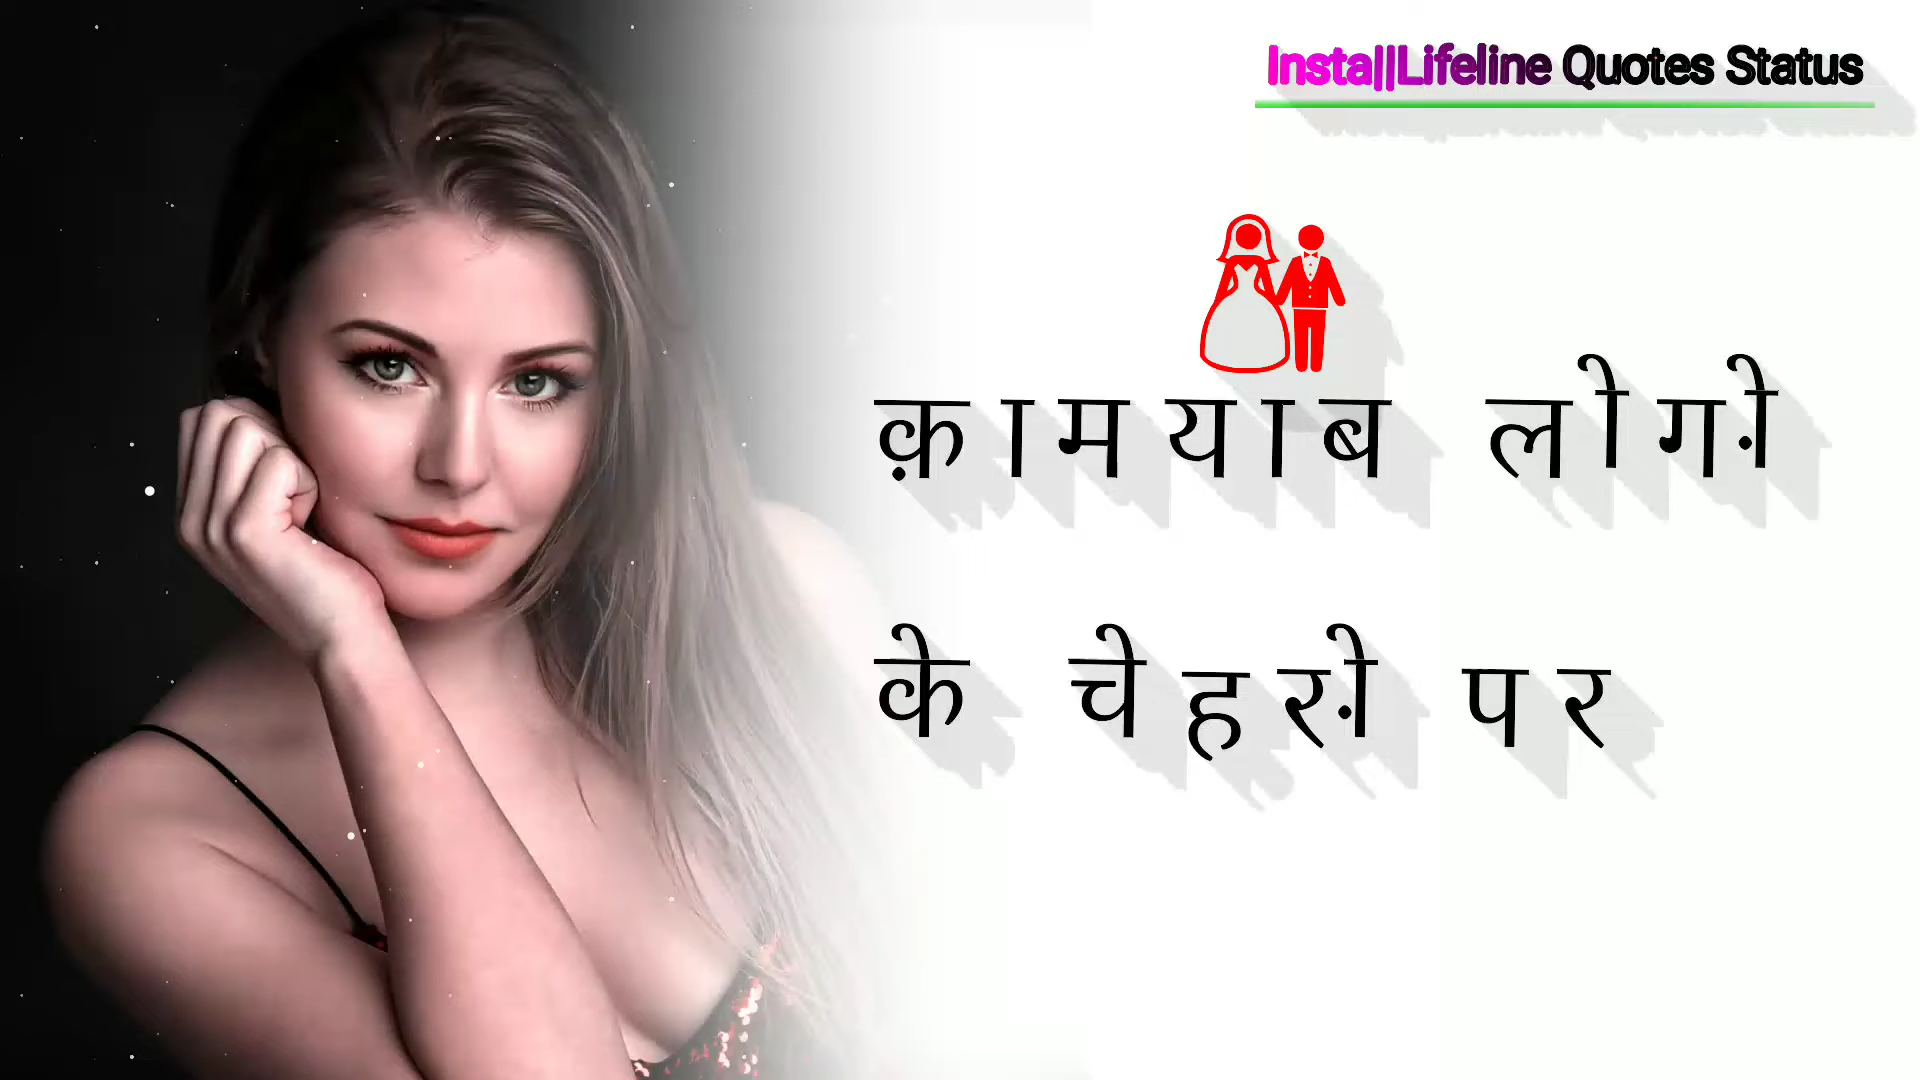 Insta||Lifeline Quotes Status
क़ामयाब लोगो़
के चेहरो़ पर